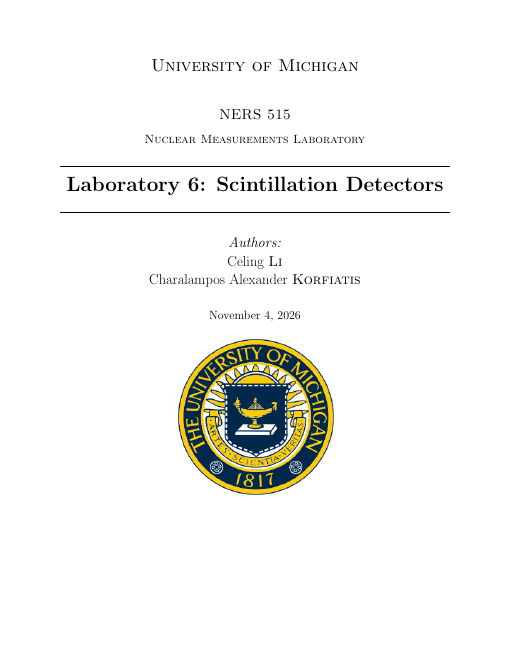 University of Michigan
NERS 515
Nuclear Measurements Laboratory
Laboratory 6: Scintillation Detectors
Authors:
Celing Li
Charalampos Alexander Korfiatis
November 4, 2026
THE UNIVERSITY OF MICHIGAN
ARTES · SCIENTIA · VERITAS
1817